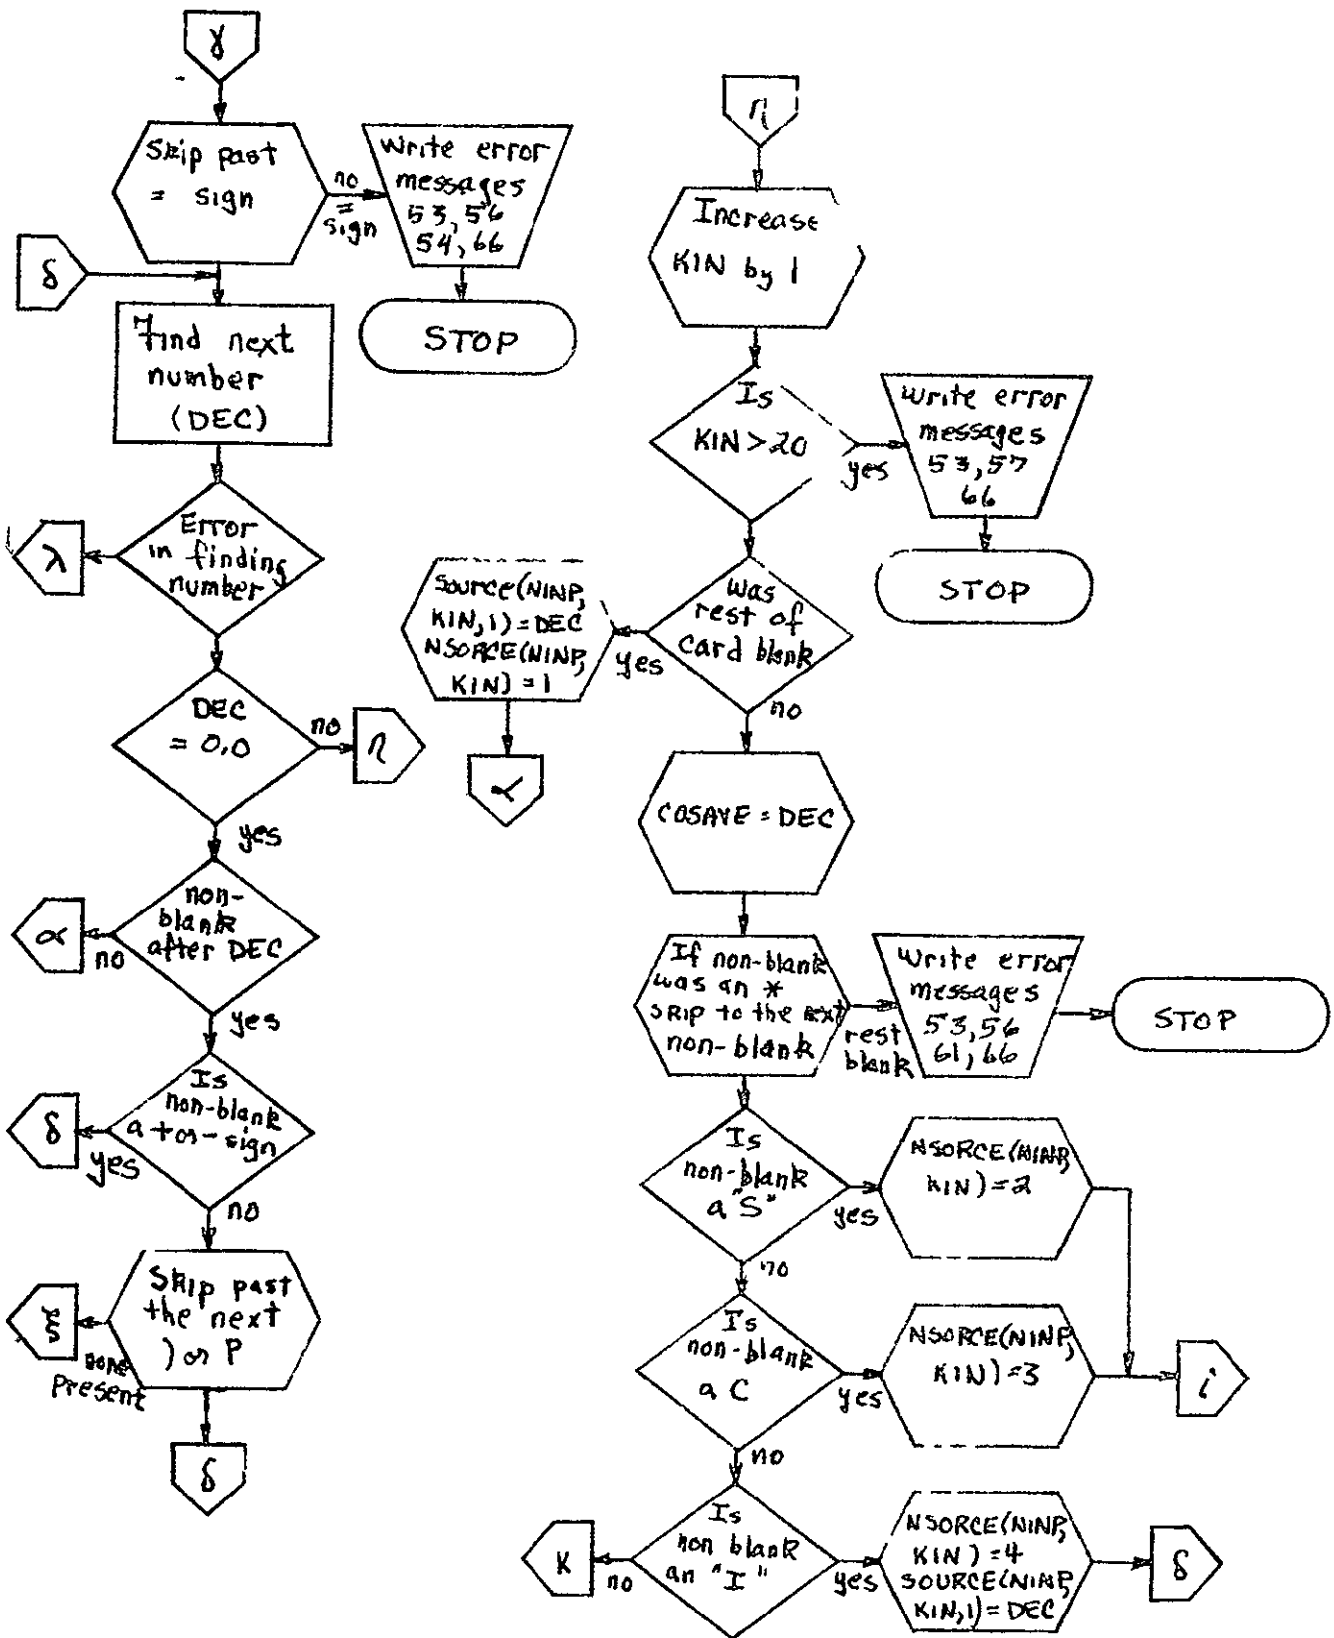 γ
Skip past
= sign
no
=
sign
Write error
messages
53, 56
54, 66
STOP
δ
Find next
number
(DEC)
Error
in finding
number
λ
DEC
= 0.0
no
η
yes
non-
blank
after DEC
α
no
yes
Is
non-blank
a + or - sign
δ
yes
no
Skip past
the next
) or P
ξ
none
present
δ
η
Increase
KIN by 1
Is
KIN > 20
yes
Write error
messages
53, 57
66
STOP
Was
rest of
card blank
yes
SOURCE(NINP,
KIN,1) = DEC
NSORCE(NINP,
KIN) = 1
α
no
COSAVE = DEC
If non-blank
was an *
skip to the next
non-blank
rest
blank
Write error
messages
53, 56
61, 66
STOP
Is
non-blank
a "S"
yes
NSORCE(NINP,
KIN) = 2
no
Is
non-blank
a C
yes
NSORCE(NINP,
KIN) = 3
i
no
Is
non blank
an "I"
K
no
yes
NSORCE(NINP,
KIN) = 4
SOURCE(NINP,
KIN,1) = DEC
δ